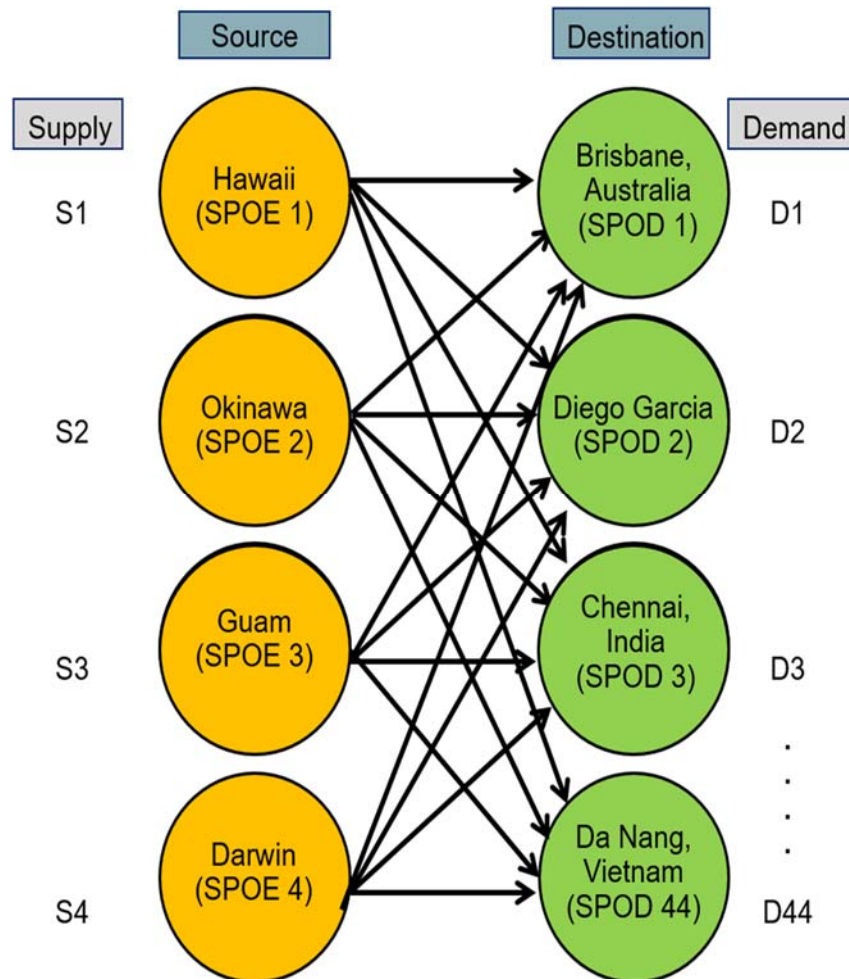 Source
Destination
Supply
Demand
Hawaii
(SPOE 1)
Brisbane,
Australia
(SPOD 1)
S1
D1
Okinawa
(SPOE 2)
Diego Garcia
(SPOD 2)
S2
D2
Guam
(SPOE 3)
Chennai,
India
(SPOD 3)
S3
D3
.
.
.
.
Darwin
(SPOE 4)
Da Nang,
Vietnam
(SPOD 44)
S4
D44